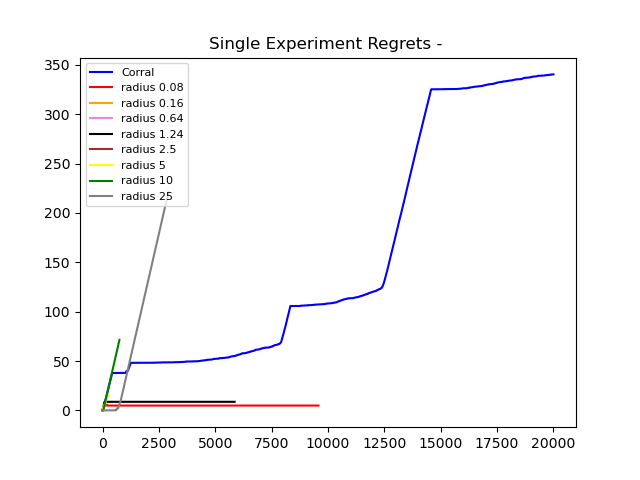 Single Experiment Regrets -
350
300
250
200
150
100
50
0
Corral
radius 0.08
radius 0.16
radius 0.64
radius 1.24
radius 2.5
radius 5
radius 10
radius 25
0 2500 5000 7500 10000 12500 15000 17500 20000